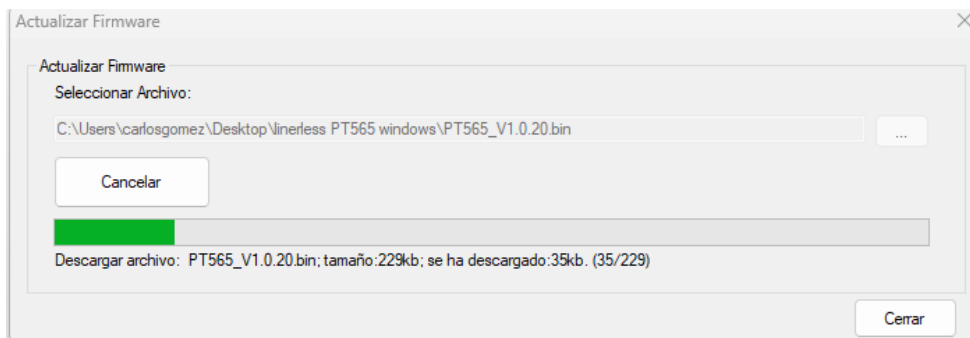 Actualizar Firmware
Actualizar Firmware
Seleccionar Archivo:
C:\Users\carlosgomez\Desktop\linerless PT565 windows\PT565_V1.0.20.bin
...
Cancelar
Descargar archivo: PT565_V1.0.20.bin; tamaño:229kb; se ha descargado:35kb. (35/229)
Cerrar